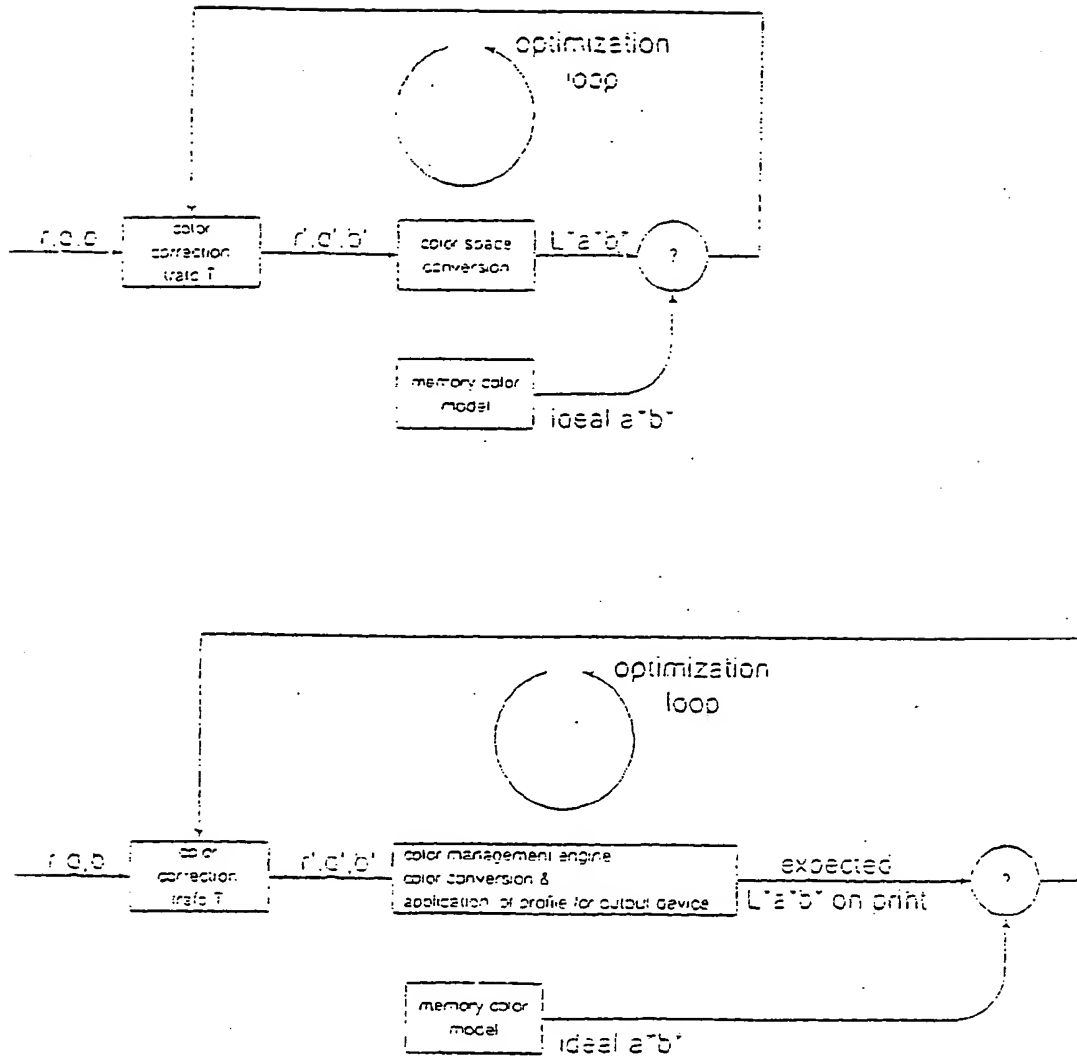 optimization
loop
r,g,b
color
correction
trafo T
r',g',b'
color space
conversion
L*a*b*
?
memory color
model
ideal a*b*
optimization
loop
r,g,b
color
correction
trafo T
r',g',b'
color management engine
color conversion &
application of profile for output device
expected
L*a*b* on print
?
memory color
model
ideal a*b*